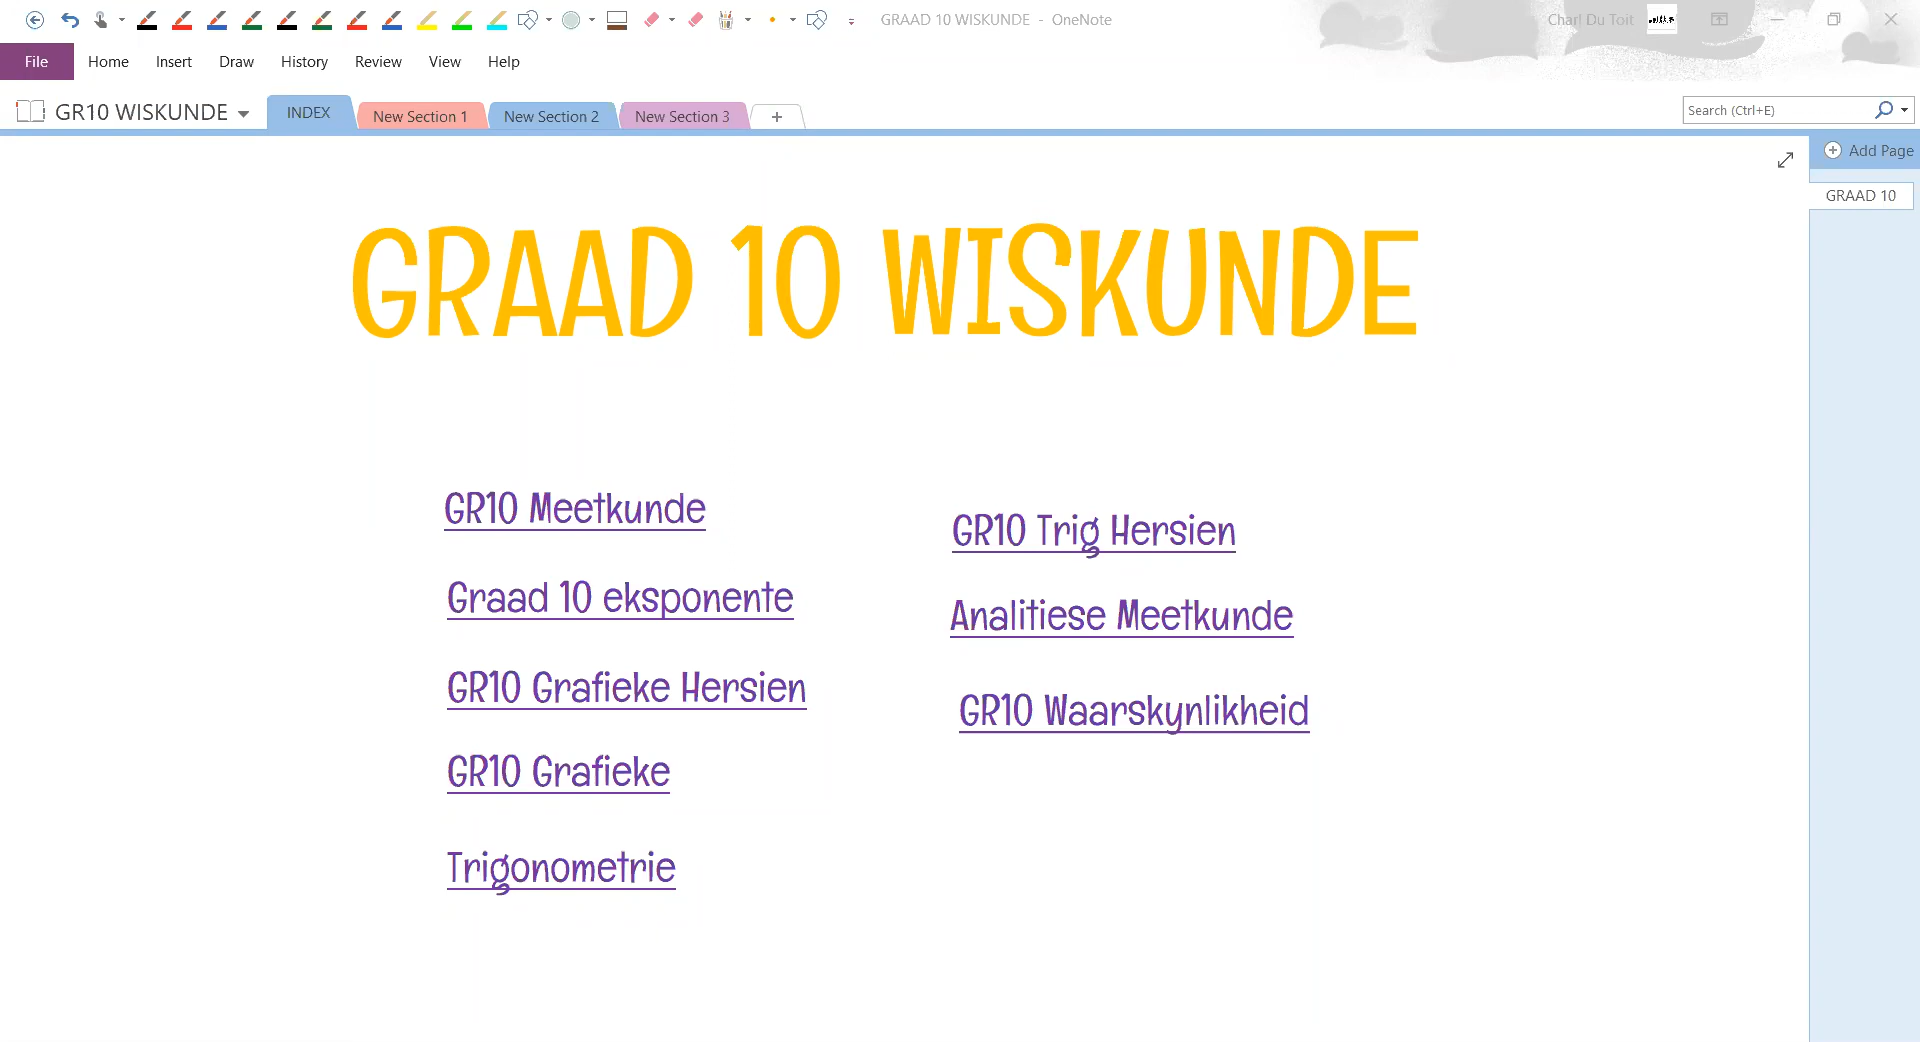 GRAAD 10 WISKUNDE - OneNote
Charl Du Toit
File Home Insert Draw History Review View Help
GR10 WISKUNDE
INDEX
New Section 1
New Section 2
New Section 3
Search (Ctrl+E)
Add Page
GRAAD 10
GRAAD 10 WISKUNDE
GR10 Meetkunde
Graad 10 eksponente
GR10 Grafieke Hersien
GR10 Grafieke
Trigonometrie
GR10 Trig Hersien
Analitiese Meetkunde
GR10 Waarskynlikheid